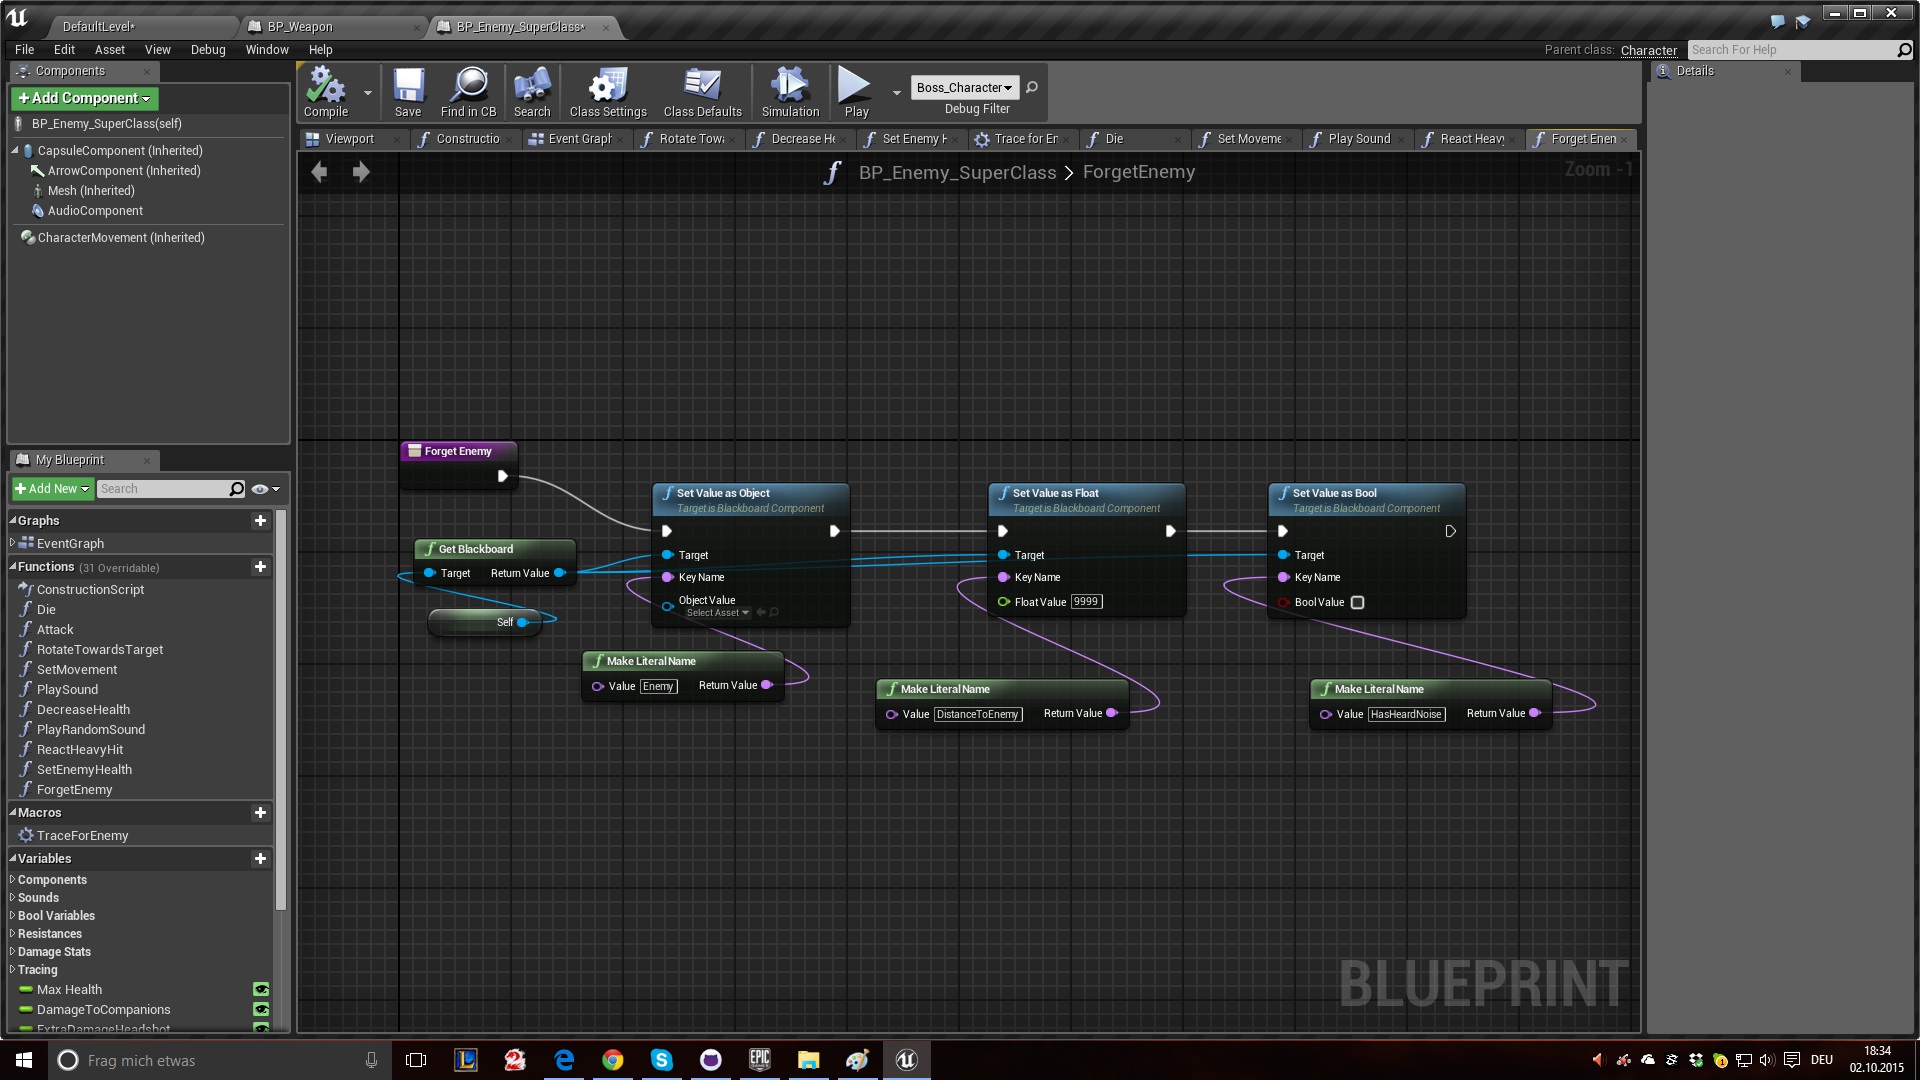 DefaultLevel*
BP_Weapon
BP_Enemy_SuperClass*
File Edit Asset View Debug Window Help
Parent class: Character
Search For Help
Components
Details
+ Add Component
BP_Enemy_SuperClass(self)
CapsuleComponent (Inherited)
ArrowComponent (Inherited)
Mesh (Inherited)
AudioComponent
CharacterMovement (Inherited)
Compile
Save
Find in CB
Search
Class Settings
Class Defaults
Simulation
Play
Boss_Character
Debug Filter
Viewport
Constructio
Event Graph
Rotate Tow
Decrease He
Set Enemy H
Trace for En
Die
Set Moveme
Play Sound
React Heavy
Forget Enem
BP_Enemy_SuperClass > ForgetEnemy
Zoom -1
My Blueprint
+ Add New
Search
Graphs
EventGraph
Functions (31 Overridable)
ConstructionScript
Die
Attack
RotateTowardsTarget
SetMovement
PlaySound
DecreaseHealth
PlayRandomSound
ReactHeavyHit
SetEnemyHealth
ForgetEnemy
Macros
TraceForEnemy
Variables
Components
Sounds
Bool Variables
Resistances
Damage Stats
Tracing
Max Health
DamageToCompanions
ExtraDamageHeadshot
Forget Enemy
Get Blackboard
Target Return Value
Self
Set Value as Object
Target is Blackboard Component
Target
Key Name
Object Value
Select Asset
Make Literal Name
Value Enemy Return Value
Set Value as Float
Target is Blackboard Component
Target
Key Name
Float Value 9999
Make Literal Name
Value DistanceToEnemy Return Value
Set Value as Bool
Target is Blackboard Component
Target
Key Name
Bool Value
Make Literal Name
Value HasHeardNoise Return Value
BLUEPRINT
Frag mich etwas
EPIC
DEU
18:34
02.10.2015